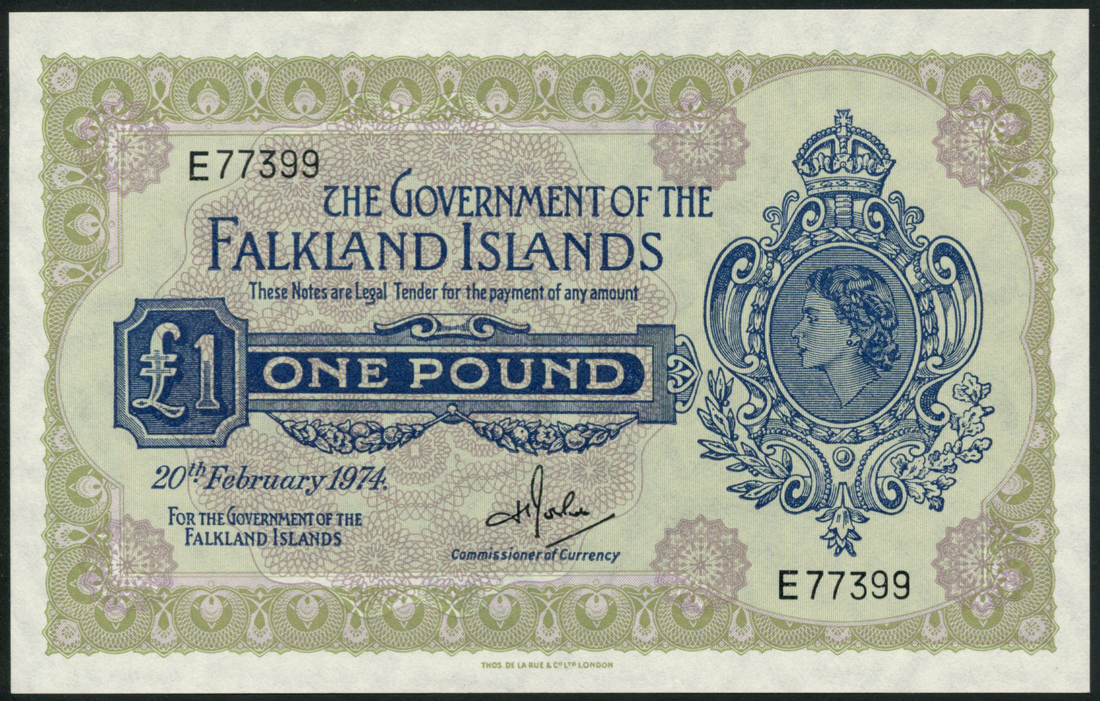 E77399
THE GOVERNMENT OF THE
FALKLAND ISLANDS
These Notes are Legal Tender for the payment of any amount
£1
ONE POUND
20th February 1974.
FOR THE GOVERNMENT OF THE
FALKLAND ISLANDS
Commissioner of Currency
E77399
THOS. DE LA RUE & CO. LTD LONDON